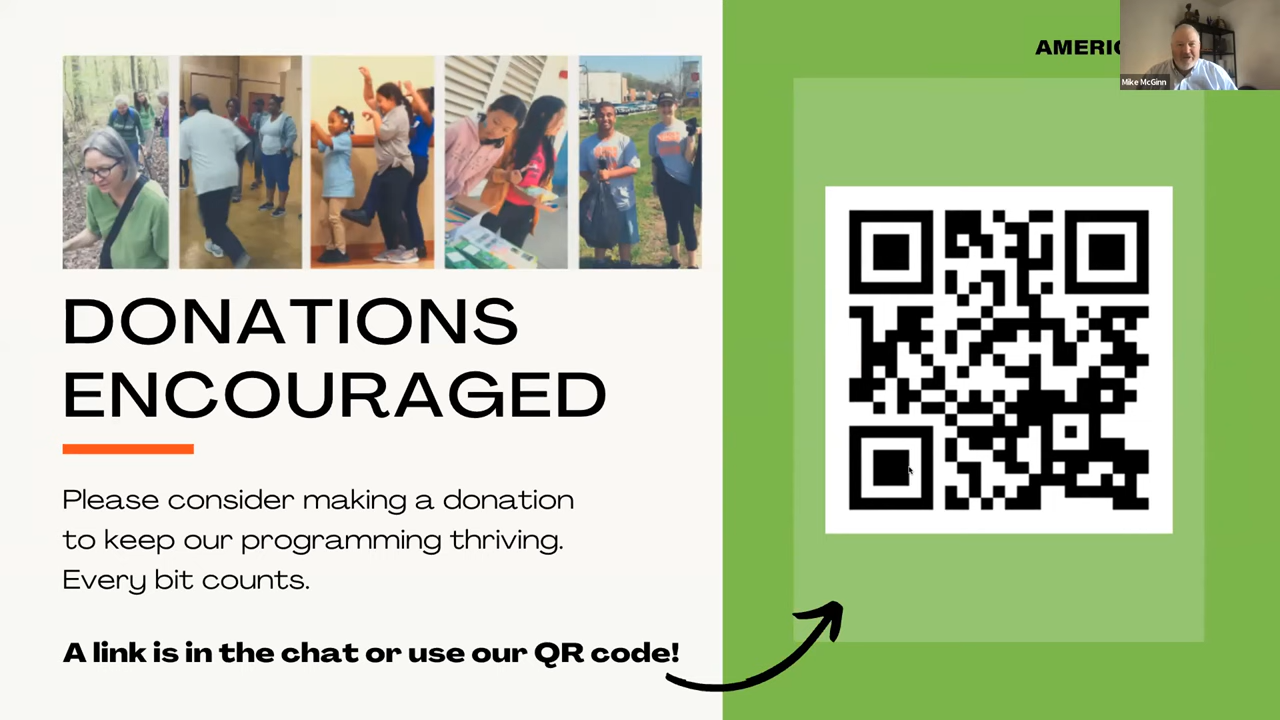 AMERIC
Mike McGinn
DONATIONS
ENCOURAGED
Please consider making a donation
to keep our programming thriving.
Every bit counts.
A link is in the chat or use our QR code!